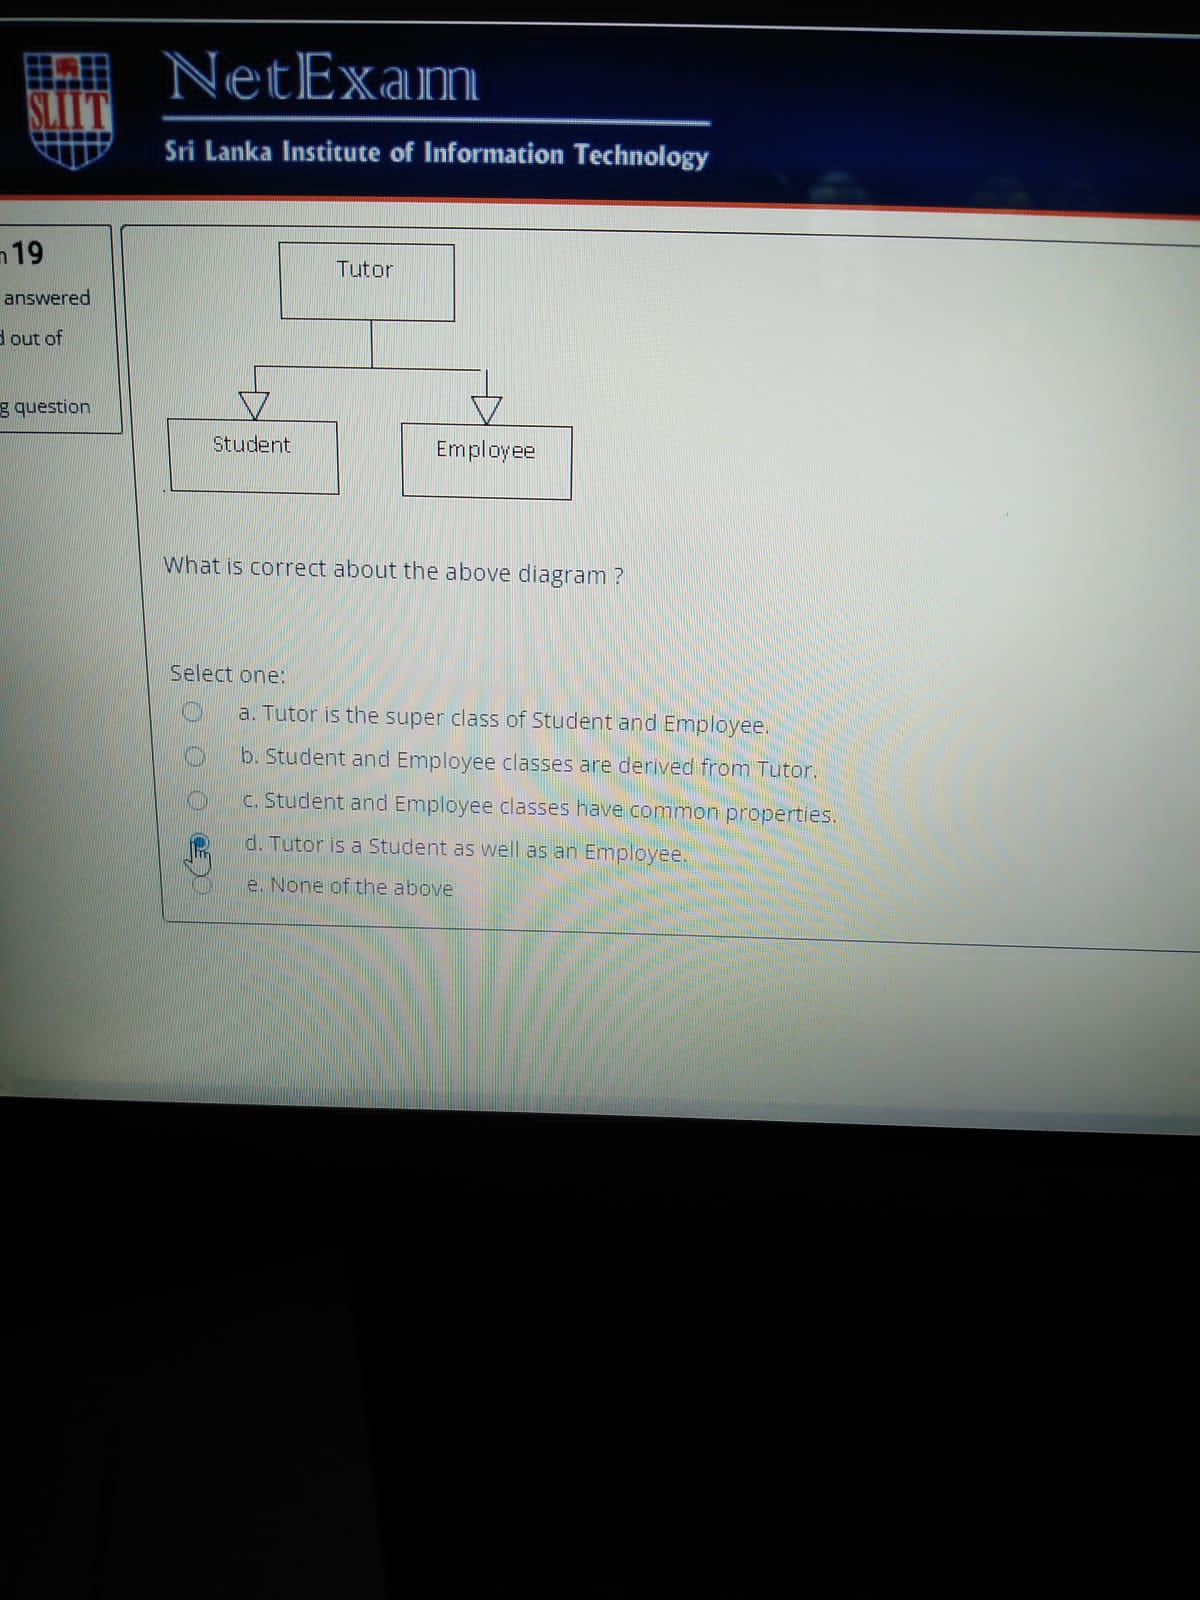 SLIIT
NetExam
Sri Lanka Institute of Information Technology
19
answered
out of
question
Tutor
Student
Employee
What is correct about the above diagram ?
Select one:
a. Tutor is the super class of Student and Employee.
b. Student and Employee classes are derived from Tutor.
c. Student and Employee classes have common properties.
d. Tutor is a Student as well as an Employee.
e. None of the above